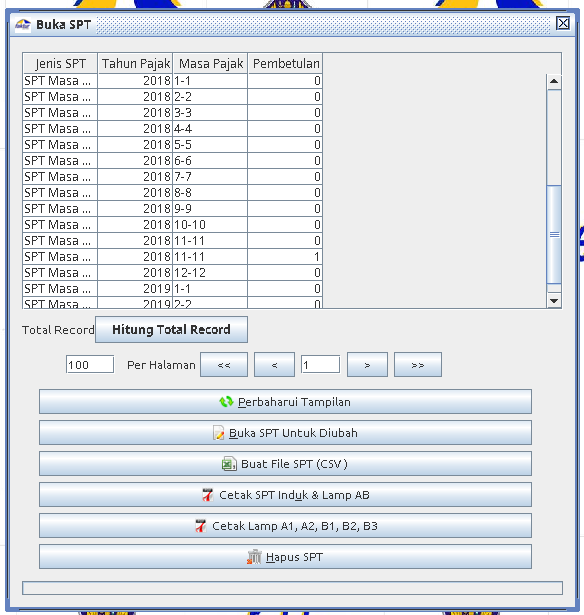 Buka SPT
Jenis SPT Tahun Pajak Masa Pajak Pembetulan
SPT Masa ... 2018 1-1 0
SPT Masa ... 2018 2-2 0
SPT Masa ... 2018 3-3 0
SPT Masa ... 2018 4-4 0
SPT Masa ... 2018 5-5 0
SPT Masa ... 2018 6-6 0
SPT Masa ... 2018 7-7 0
SPT Masa ... 2018 8-8 0
SPT Masa ... 2018 9-9 0
SPT Masa ... 2018 10-10 0
SPT Masa ... 2018 11-11 0
SPT Masa ... 2018 11-11 1
SPT Masa ... 2018 12-12 0
SPT Masa ... 2019 1-1 0
SPT Masa ... 2019 2-2 0
Total Record Hitung Total Record
100 Per Halaman << < 1 > >>
Perbaharui Tampilan
Buka SPT Untuk Diubah
Buat File SPT (CSV)
Cetak SPT Induk & Lamp AB
Cetak Lamp A1, A2, B1, B2, B3
Hapus SPT